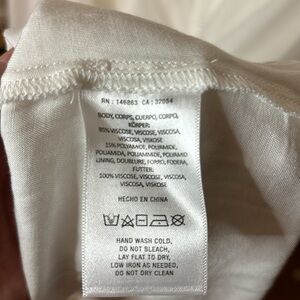 RN : 146863 CA : 32054
BODY, CORPS, CUERPO, CORPO,
KÖRPER:
85% VISCOSE, VISCOSE, VISCOSA,
VISCOSA, VISKOSE
15% POLYAMIDE, POLYAMIDE,
POLIAMIDA, POLIAMMIDE, POLYAMID
LINING, DOUBLURE, FORRO, FODERA,
FUTTER:
100% VISCOSE, VISCOSE, VISCOSA,
VISCOSA, VISKOSE
HECHO EN CHINA
HAND WASH COLD,
DO NOT BLEACH,
LAY FLAT TO DRY,
LOW IRON AS NEEDED,
DO NOT DRY CLEAN